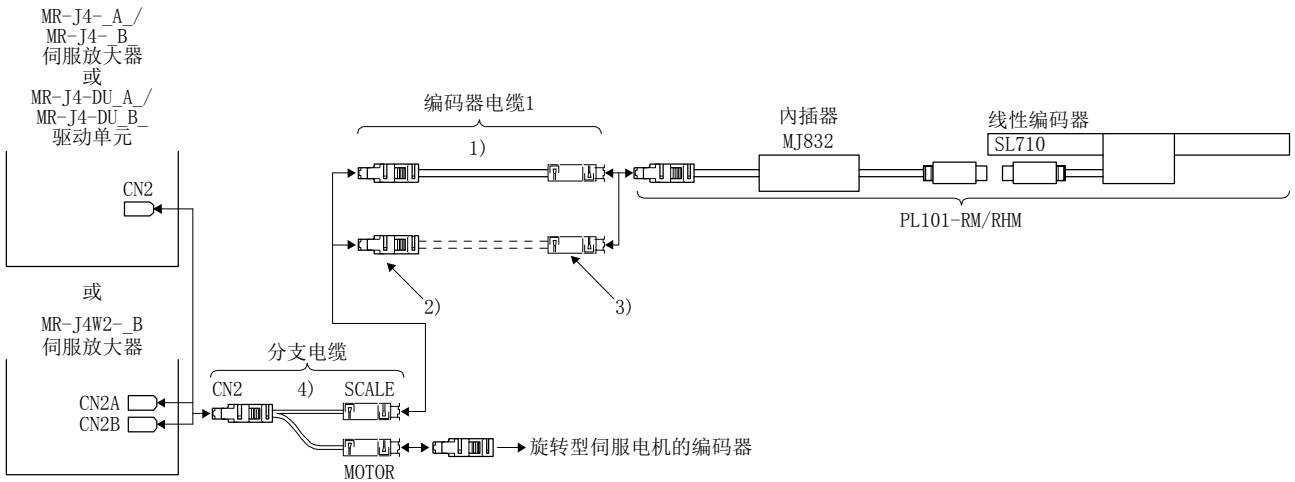 MR-J4-_A_/
MR-J4-_B_
伺服放大器
或
MR-J4-DU_A_/
MR-J4-DU_B_
驱动单元
CN2
或
MR-J4W2-_B
伺服放大器
CN2A
CN2B
编码器电缆1
1)
2)
3)
内插器
MJ832
线性编码器
SL710
PL101-RM/RHM
分支电缆
CN2
4)
SCALE
MOTOR
旋转型伺服电机的编码器